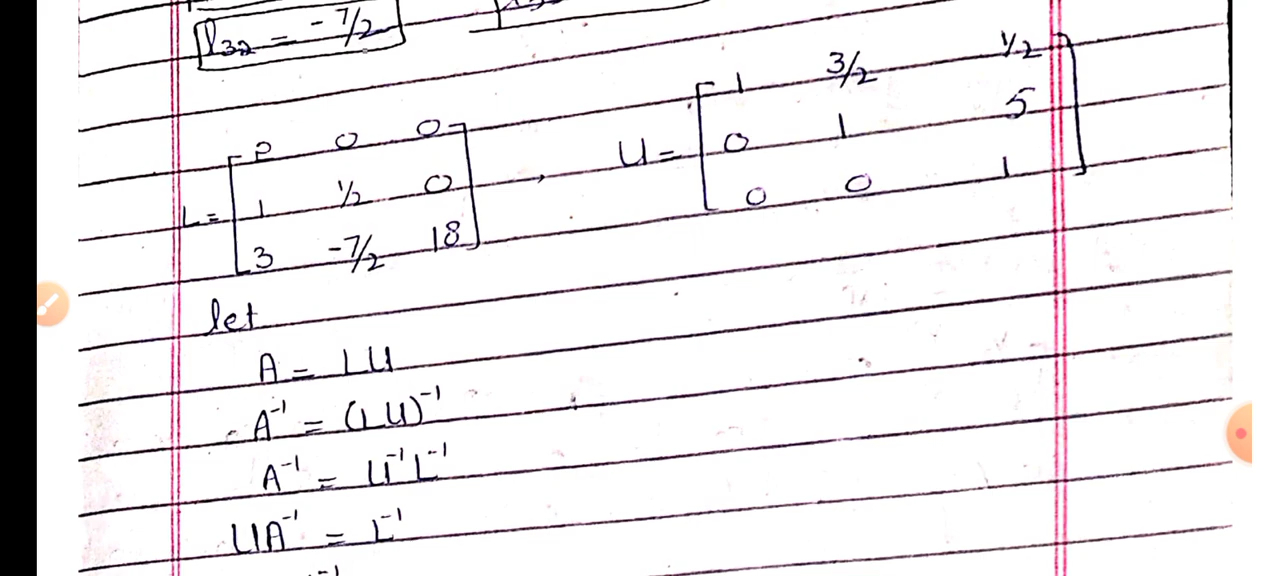 l₃₂ = -7/2
L = [2 0 0
1 1/2 0
3 -7/2 18] , U = [1 3/2 1/2
0 1 5
0 0 1]
let
A = LU
A⁻¹ = (LU)⁻¹
A⁻¹ = U⁻¹L⁻¹
UA⁻¹ = L⁻¹